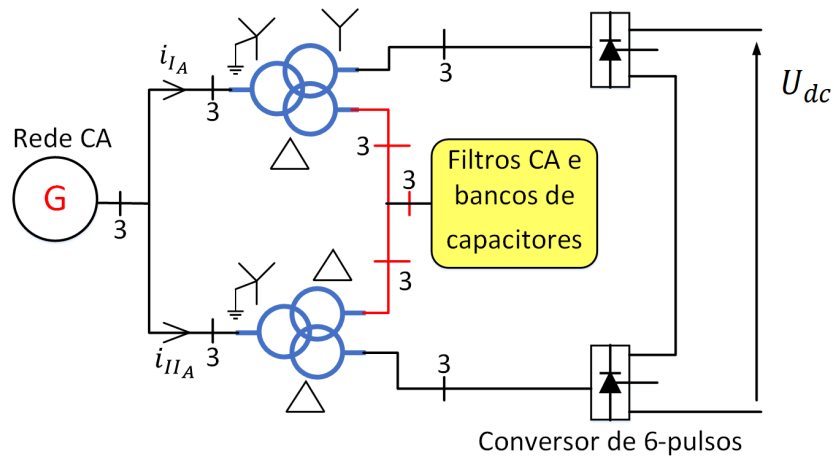 i_{I_A}
3
3
U_{dc}
Rede CA
G
3
3
3
Filtros CA e
bancos de
capacitores
3
i_{II_A}
3
3
Conversor de 6-pulsos